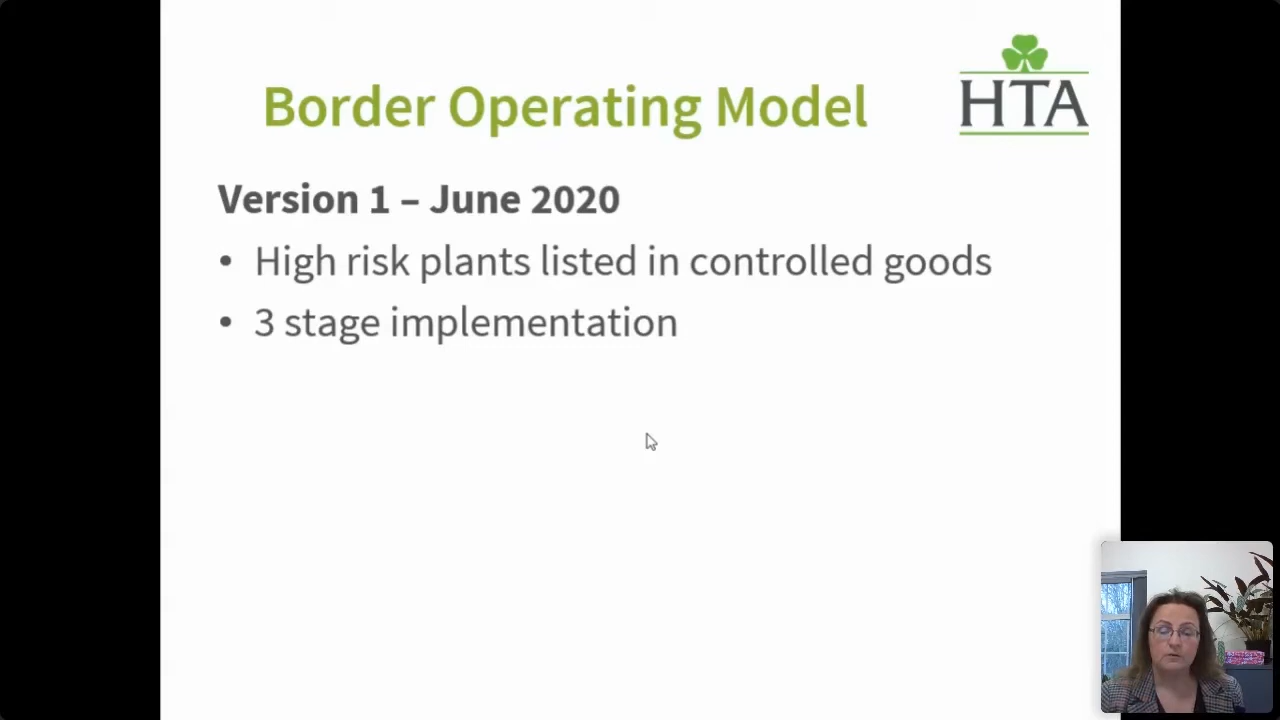 Border Operating Model
HTA
Version 1 – June 2020
• High risk plants listed in controlled goods
• 3 stage implementation